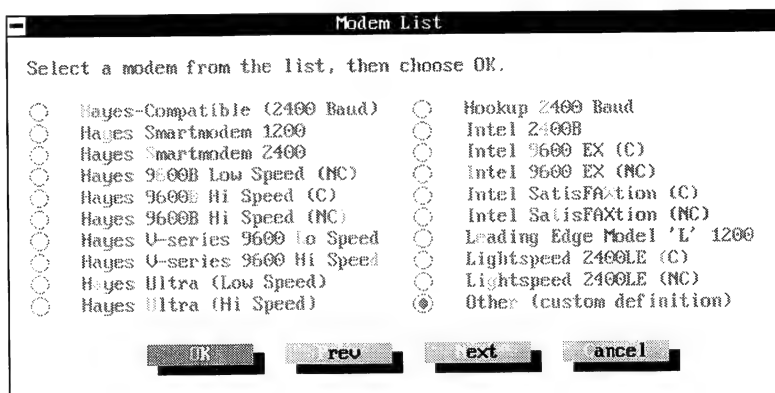 Modem List
Select a modem from the list, then choose OK.
Hayes-Compatible (2400 Baud)
Hayes Smartmodem 1200
Hayes Smartmodem 2400
Hayes 9600B Low Speed (NC)
Hayes 9600B Hi Speed (C)
Hayes 9600B Hi Speed (NC)
Hayes V-series 9600 Lo Speed
Hayes V-series 9600 Hi Speed
Hayes Ultra (Low Speed)
Hayes Ultra (Hi Speed)
Hookup 2400 Baud
Intel 2400B
Intel 9600 EX (C)
Intel 9600 EX (NC)
Intel SatisFAXtion (C)
Intel SatisFAXtion (NC)
Leading Edge Model 'L' 1200
Lightspeed 2400LE (C)
Lightspeed 2400LE (NC)
Other (custom definition)
OK
Prev
Next
Cancel